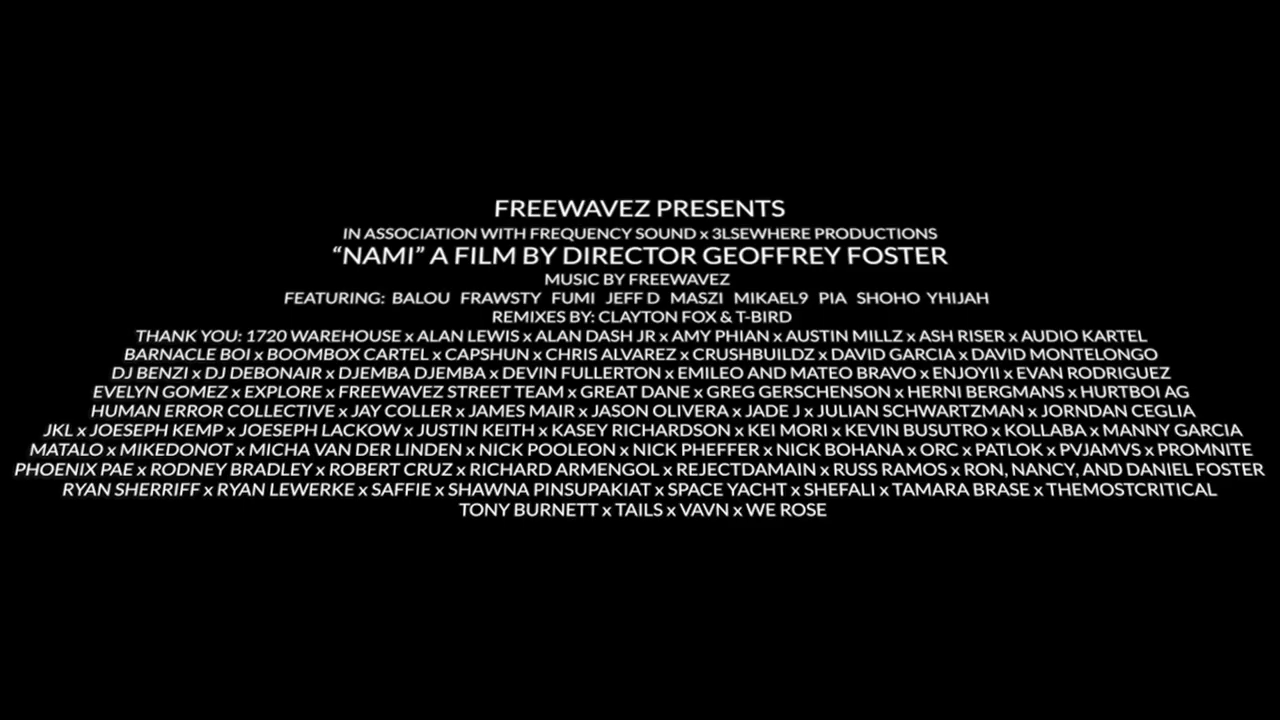 FREEWAVEZ PRESENTS
IN ASSOCIATION WITH FREQUENCY SOUND x 3LSEWHERE PRODUCTIONS
“NAMI” A FILM BY DIRECTOR GEOFFREY FOSTER
MUSIC BY FREEWAVEZ
FEATURING: BALOU FRAWSTY FUMI JEFF D MASZI MIKAEL9 PIA SHOHO YHIJAH
REMIXES BY: CLAYTON FOX & T-BIRD
THANK YOU: 1720 WAREHOUSE x ALAN LEWIS x ALAN DASH JR x AMY PHIAN x AUSTIN MILLZ x ASH RISER x AUDIO KARTEL
BARNACLE BOI x BOOMBOX CARTEL x CAPSHUN x CHRIS ALVAREZ x CRUSHBUILDZ x DAVID GARCIA x DAVID MONTELONGO
DJ BENZI x DJ DEBONAIR x DJEMBA DJEMBA x DEVIN FULLERTON x EMILEO AND MATEO BRAVO x ENJOYII x EVAN RODRIGUEZ
EVELYN GOMEZ x EXPLORE x FREEWAVEZ STREET TEAM x GREAT DANE x GREG GERSCHENSON x HERNI BERGMANS x HURTBOI AG
HUMAN ERROR COLLECTIVE x JAY COLLER x JAMES MAIR x JASON OLIVERA x JADE J x JULIAN SCHWARTZMAN x JORNDAN CEGLIA
JKL x JOESEPH KEMP x JOESEPH LACKOW x JUSTIN KEITH x KASEY RICHARDSON x KEI MORI x KEVIN BUSUTRO x KOLLABA x MANNY GARCIA
MATALO x MIKEDONOT x MICHA VAN DER LINDEN x NICK POOLEON x NICK PHEFFER x NICK BOHANA x ORC x PATLOK x PVJAMVS x PROMNITE
PHOENIX PAE x RODNEY BRADLEY x ROBERT CRUZ x RICHARD ARMENGOL x REJECTDAMAIN x RUSS RAMOS x RON, NANCY, AND DANIEL FOSTER
RYAN SHERRIFF x RYAN LEWERKE x SAFFIE x SHAWNA PINSUPAKIAT x SPACE YACHT x SHEFALI x TAMARA BRASE x THEMOSTCRITICAL
TONY BURNETT x TAILS x VAVN x WE ROSE